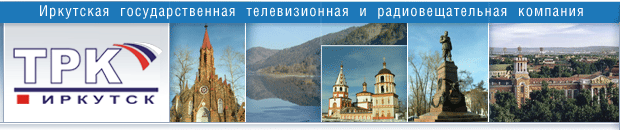 Иркутская государственная телевизионная и радиовещательная компания
ТРК
ИРКУТСК